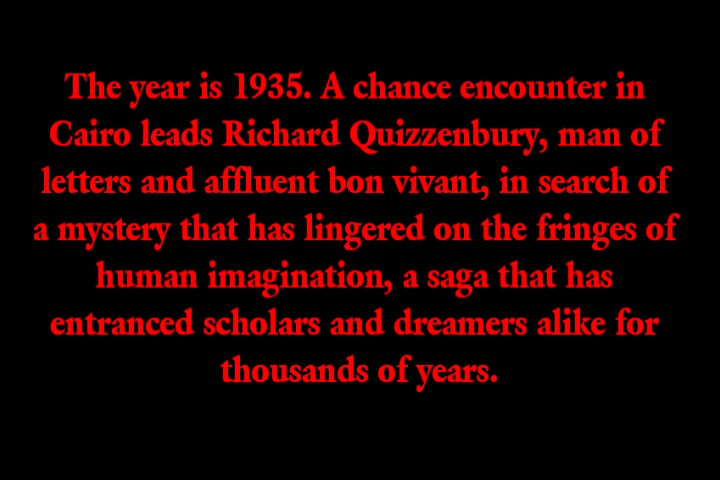 The year is 1935. A chance encounter in
Cairo leads Richard Quizzenbury, man of
letters and affluent bon vivant, in search of
a mystery that has lingered on the fringes of
human imagination, a saga that has
entranced scholars and dreamers alike for
thousands of years.